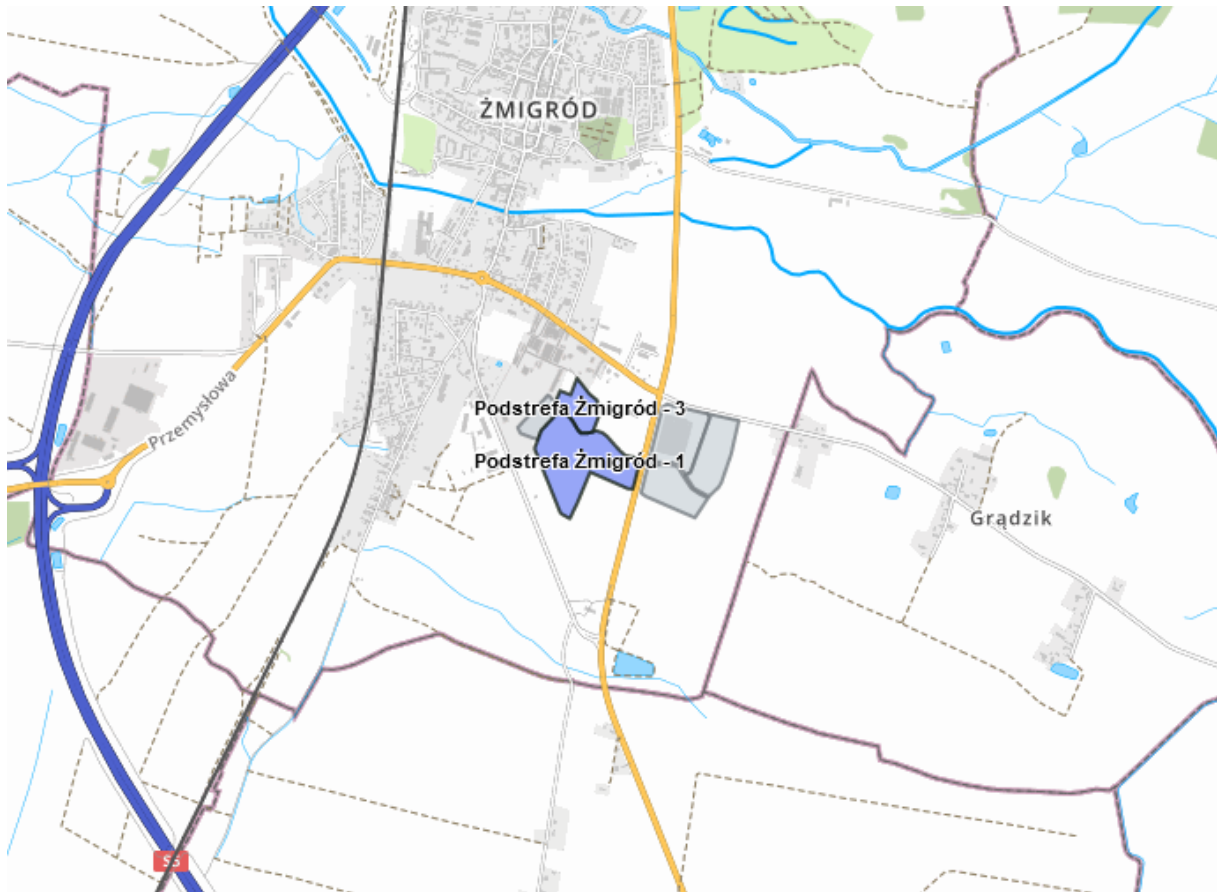 ŻMIGRÓD
Przemysłowa
Podstrefa Żmigród - 3
Podstrefa Żmigród - 1
Grądzik
S5